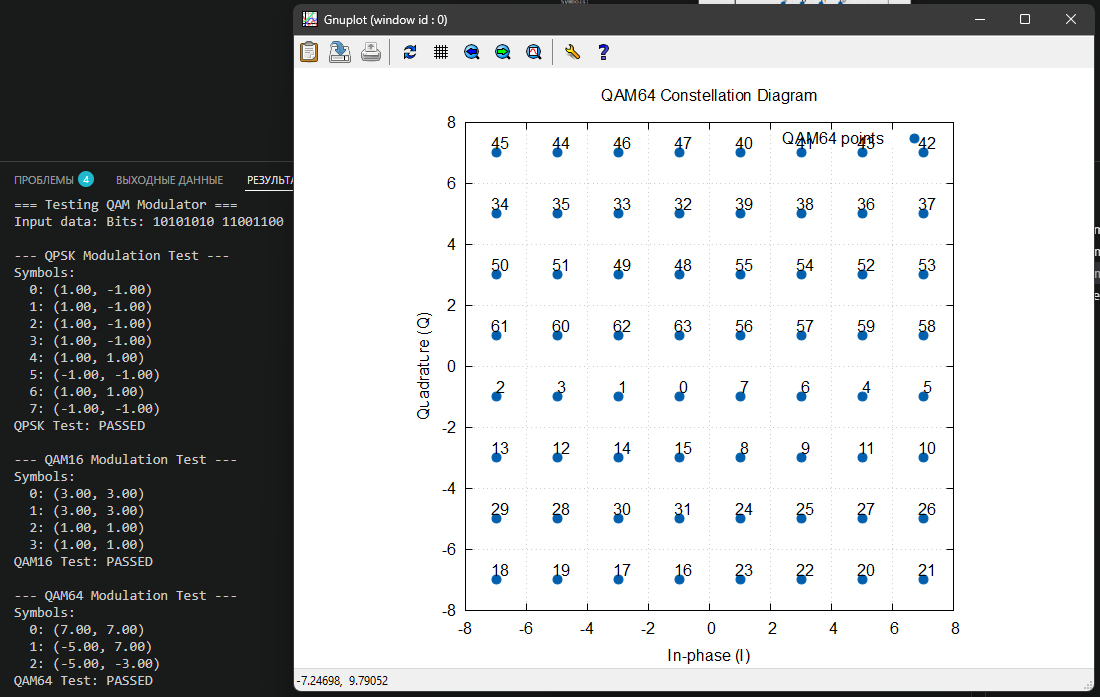 Gnuplot (window id : 0)
ПРОБЛЕМЫ 4 ВЫХОДНЫЕ ДАННЫЕ
=== Testing QAM Modulator ===
Input data: Bits: 10101010 11001100
--- QPSK Modulation Test ---
Symbols:
0: (1.00, -1.00)
1: (1.00, -1.00)
2: (1.00, -1.00)
3: (1.00, -1.00)
4: (1.00, 1.00)
5: (-1.00, -1.00)
6: (1.00, 1.00)
7: (-1.00, -1.00)
QPSK Test: PASSED
--- QAM16 Modulation Test ---
Symbols:
0: (3.00, 3.00)
1: (3.00, 3.00)
2: (1.00, 1.00)
3: (1.00, 1.00)
QAM16 Test: PASSED
--- QAM64 Modulation Test ---
Symbols:
0: (7.00, 7.00)
1: (-5.00, 7.00)
2: (-5.00, -3.00)
QAM64 Test: PASSED
QAM64 Constellation Diagram
QAM64 points
8
45 44 46 47 40 41 43 42
6
34 35 33 32 39 38 36 37
4
50 51 49 48 55 54 52 53
2
61 60 62 63 56 57 59 58
0
2 3 1 0 7 6 4 5
-2
13 12 14 15 8 9 11 10
-4
29 28 30 31 24 25 27 26
-6
18 19 17 16 23 22 20 21
-8
-8 -6 -4 -2 0 2 4 6 8
Quadrature (Q)
In-phase (I)
-7.24698, 9.79052